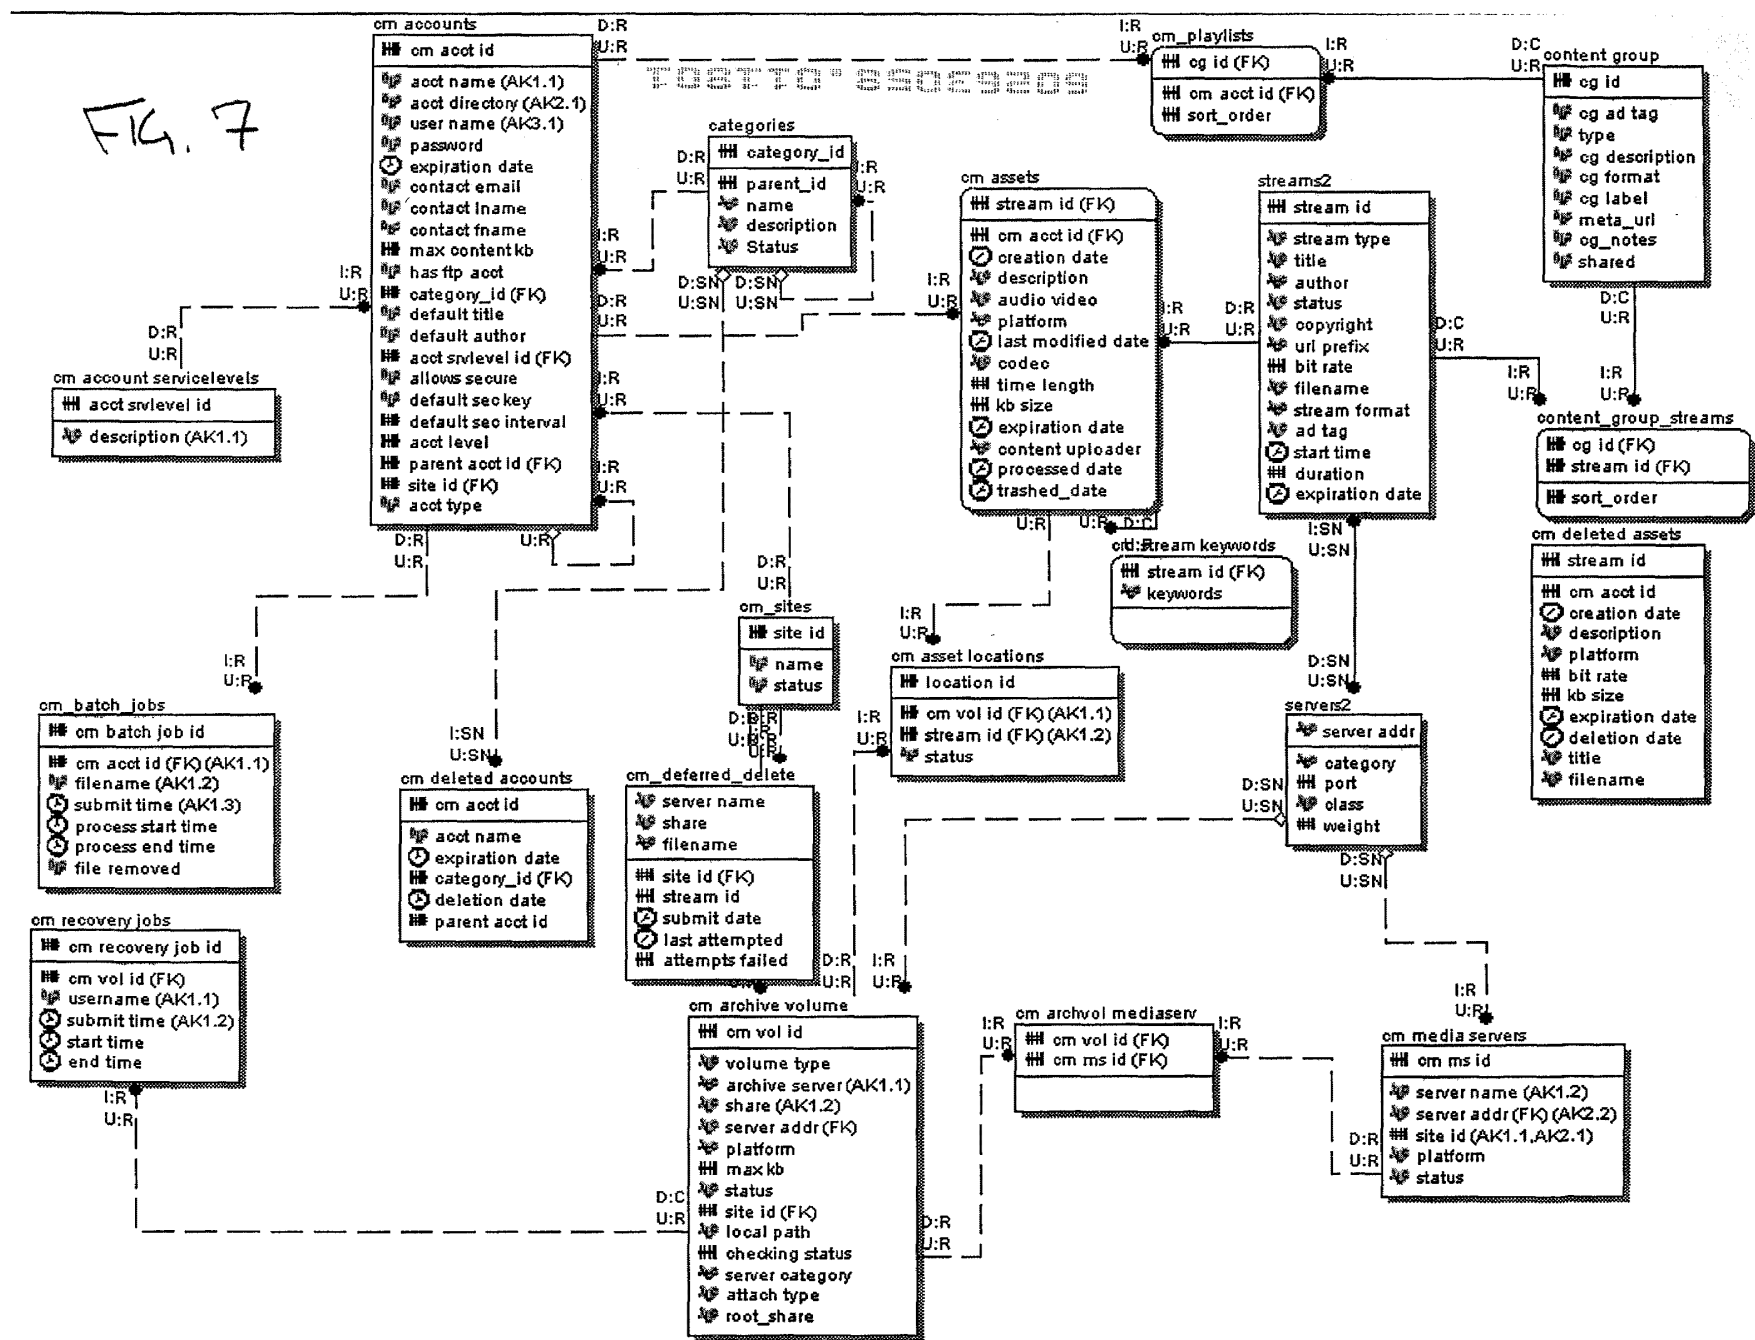 FIG. 7
cm accounts
cm acct id
acct name (AK1.1)
acct directory (AK2.1)
user name (AK3.1)
password
expiration date
contact email
contact lname
contact fname
max content kb
has ftp acct
category_id (FK)
default title
default author
acct srvlevel id (FK)
allows secure
default sec key
default sec interval
acct level
parent acct id (FK)
site id (FK)
acct type
D:R
U:R
I:R
U:R
cm_playlists
cg id (FK)
cm acct id (FK)
sort_order
I:R
U:R
D:C
U:R
content group
cg id
cg ad tag
type
cg description
cg format
cg label
meta_url
cg_notes
shared
categories
category_id
parent_id
name
description
Status
D:R
U:R
I:R
U:R
I:R
U:R
D:SN
U:SN
D:SN
U:SN
D:R
U:R
I:R
U:R
cm assets
stream id (FK)
cm acct id (FK)
creation date
description
audio video
platform
last modified date
codec
time length
kb size
expiration date
content uploader
processed date
trashed_date
I:R
U:R
D:R
U:R
streams2
stream id
stream type
title
author
status
copyright
url prefix
bit rate
filename
stream format
ad tag
start time
duration
expiration date
D:C
U:R
D:C
U:R
I:R
U:R
I:R
U:R
content_group_streams
cg id (FK)
stream id (FK)
sort_order
I:R
U:R
D:R
U:R
cm account servicelevels
acct srvlevel id
description (AK1.1)
I:R
U:R
I:R
U:R
U:R
D:R
U:R
U:R
U:R
D:C
stream keywords
stream id (FK)
keywords
I:SN
U:SN
cm deleted assets
stream id
cm acct id
creation date
description
platform
bit rate
kb size
expiration date
deletion date
title
filename
D:R
U:R
cm_sites
site id
name
status
I:R
U:R
cm asset locations
location id
cm vol id (FK) (AK1.1)
stream id (FK) (AK1.2)
status
D:SN
U:SN
servers2
server addr
category
port
class
weight
I:R
U:R
cm_batch_jobs
cm batch job id
cm acct id (FK) (AK1.1)
filename (AK1.2)
submit time (AK1.3)
process start time
process end time
file removed
I:SN
U:SN
cm deleted accounts
cm acct id
acct name
expiration date
category_id (FK)
deletion date
parent acct id
cm_deferred_delete
server name
share
filename
site id (FK)
stream id
submit date
last attempted
attempts failed
I:R
U:R
D:SN
U:SN
D:SN
U:SN
cm recovery jobs
cm recovery job id
cm vol id (FK)
username (AK1.1)
submit time (AK1.2)
start time
end time
I:R
U:R
D:R
U:R
I:R
U:R
cm archive volume
cm vol id
volume type
archive server (AK1.1)
share (AK1.2)
server addr (FK)
platform
max kb
status
site id (FK)
local path
checking status
server category
attach type
root_share
D:C
U:R
D:R
U:R
I:R
U:R
cm archvol mediaserv
cm vol id (FK)
cm ms id (FK)
I:R
U:R
I:R
U:R
cm media servers
cm ms id
server name (AK1.2)
server addr (FK) (AK2.2)
site id (AK1.1,AK2.1)
platform
status
D:R
U:R